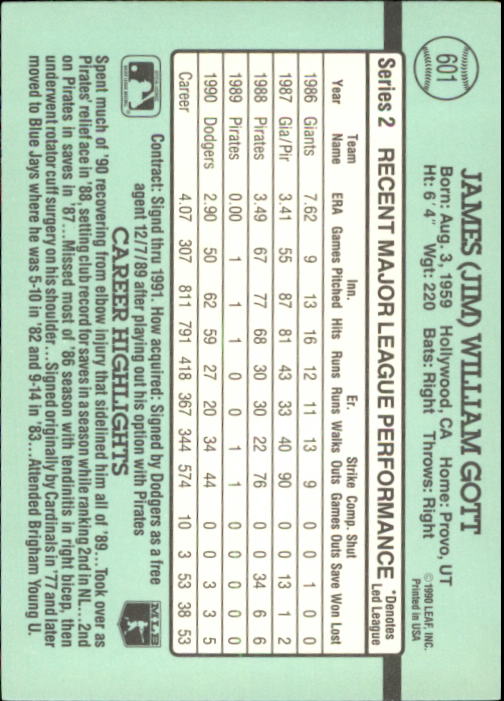 601
JAMES (JIM) WILLIAM GOTT
Born: Aug. 3, 1959 Hollywood, CA Home: Provo, UT
Ht: 6' 4" Wgt: 220 Bats: Right Throws: Right
© 1990 LEAF, INC.
Printed in USA
Series 2 RECENT MAJOR LEAGUE PERFORMANCE *Denotes Led League
Year Team Name ERA Games Inn. Pitched Hits Runs Er. Runs Walks Strike Outs Comp. Games Shut Outs Save Won Lost
1986 Giants 7.62 9 13 16 12 11 13 9 0 0 1 0 0
1987 Gia/Pir 3.41 55 87 81 43 33 40 90 0 0 13 1 2
1988 Pirates 3.49 67 77 68 30 30 22 76 0 0 34 6 6
1989 Pirates 0.00 1 1 1 0 0 1 1 0 0 0 0 0
1990 Dodgers 2.90 50 62 59 27 20 34 44 0 0 3 3 5
Career 4.07 307 811 791 418 367 344 574 10 3 53 38 53
Contract: Signd thru 1991. How acquired: Signed by Dodgers as a free
agent 12/7/89 after playing out his option with Pirates
CAREER HIGHLIGHTS
MLB
Spent much of '90 recovering from elbow injury that sidelined him all of '89...Took over as
Pirates' relief ace in '88, setting club record for saves in a season while ranking 2nd in NL...2nd
on Pirates in saves in '87...Missed most of '86 season with tendinitis in right bicep, then
underwent rotator cuff surgery on his shoulder...Signed originally by Cardinals in '77 and later
moved to Blue Jays where he was 5-10 in '82 and 9-14 in '83...Attended Brigham Young U.